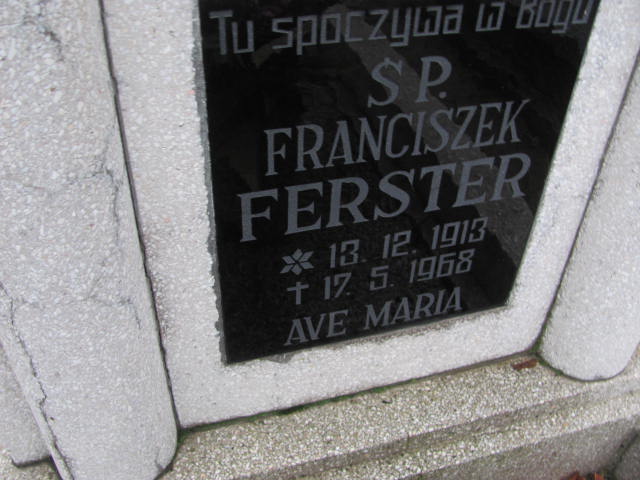 Tu spoczywa w Bogu
Ś.P.
FRANCISZEK
FERSTER
* 13. 12. 1913
† 17. 5. 1968
AVE MARIA